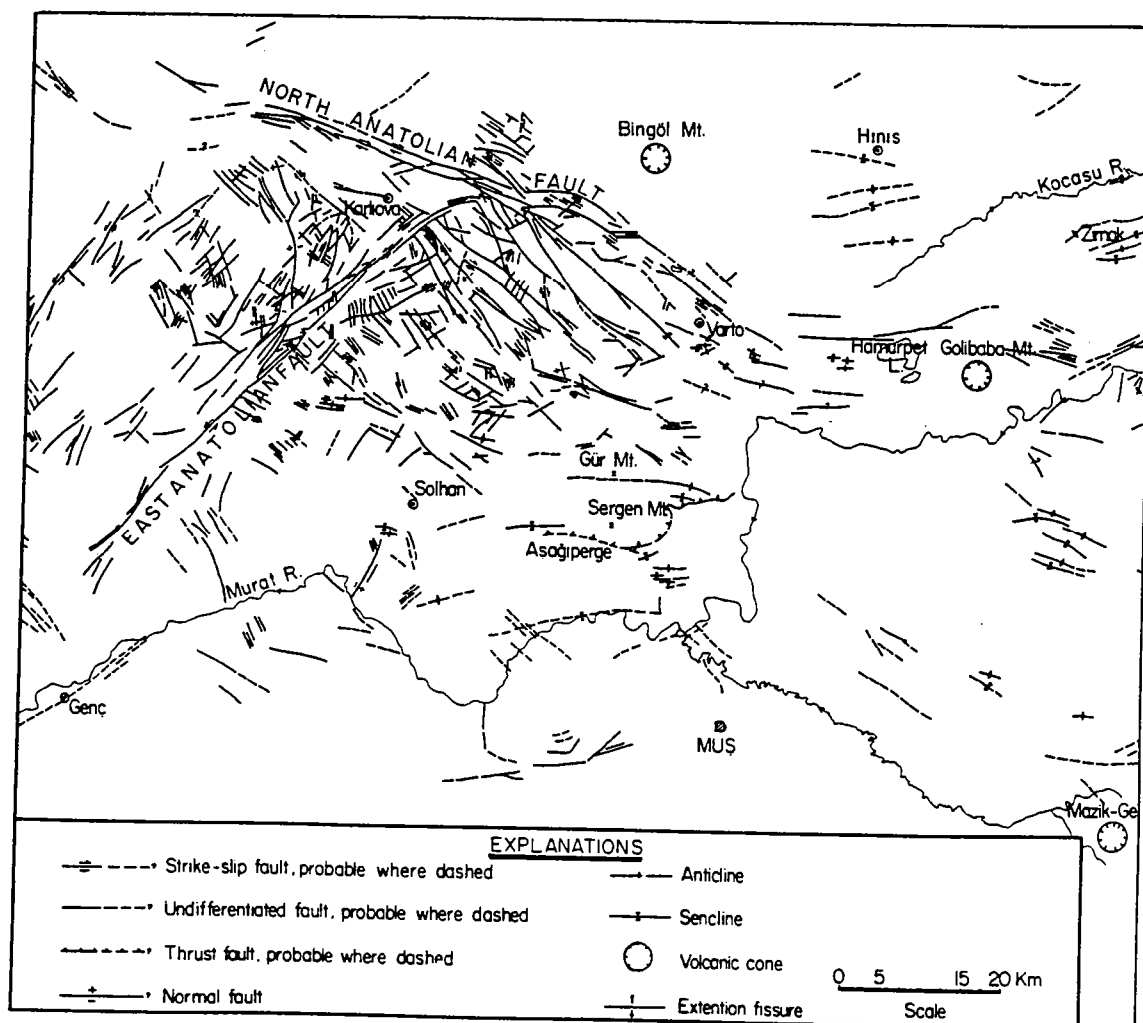 NORTH ANATOLIAN FAULT
Bingöl Mt.
Hınıs
Kocasu R.
Karlıova
Zırnak
Varto
Hamurpet L.
Golibaba Mt.
EAST ANATOLIAN FAULT
Gür Mt.
Solhan
Sergen Mt.
Asağıperge
Murat R.
Genç
MUŞ
Mazik-Ge
EXPLANATIONS
Strike-slip fault, probable where dashed
Undifferentiated fault, probable where dashed
Thrust fault, probable where dashed
Normal fault
Anticline
Sencline
Volcanic cone
Extention fissure
0 5 15 20 Km
Scale